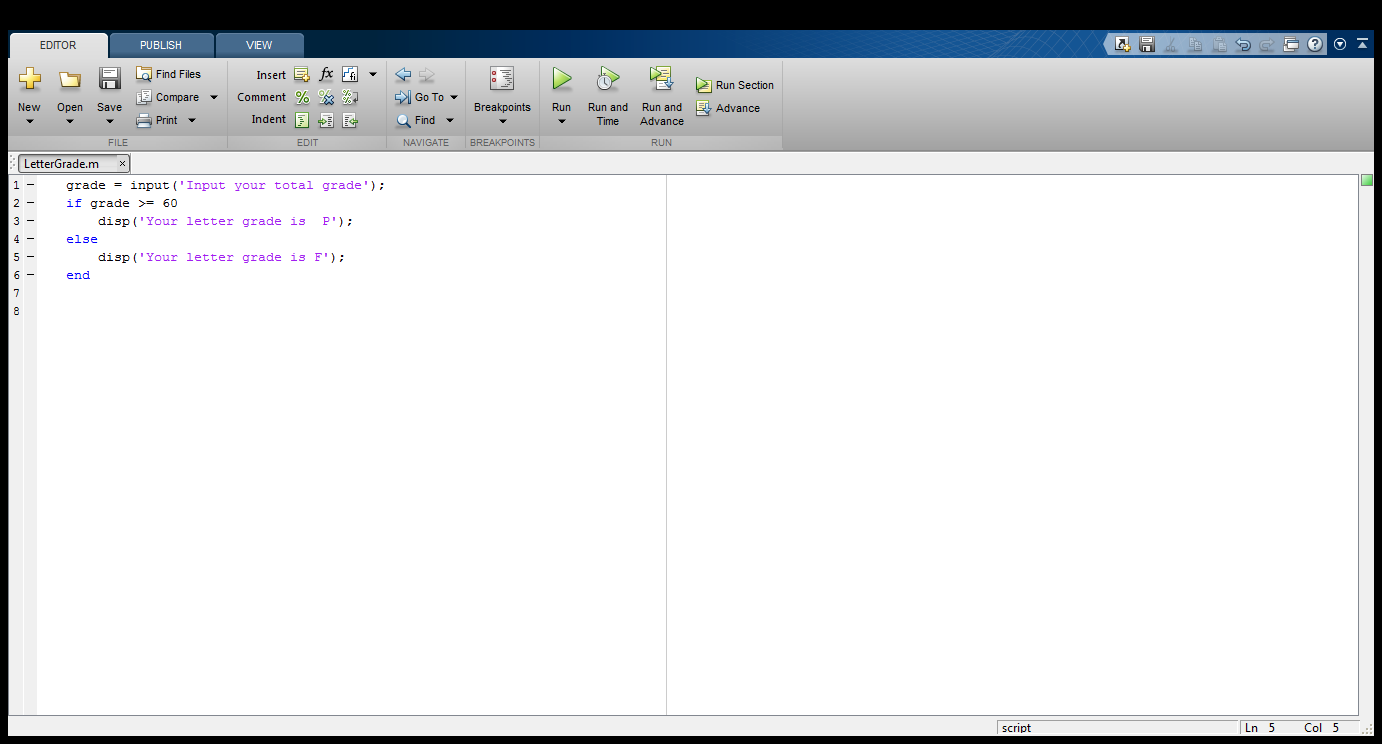 EDITOR PUBLISH VIEW
New Open Save Find Files Compare Print
FILE
Insert fx fi
Comment % % %
Indent
EDIT
Go To
Find
NAVIGATE
Breakpoints
BREAKPOINTS
Run Run and Time Run and Advance Run Section Advance
RUN
LetterGrade.m ×
1 – grade = input('Input your total grade');
2 – if grade >= 60
3 – disp('Your letter grade is  P');
4 – else
5 – disp('Your letter grade is F');
6 – end
7
8
script Ln 5 Col 5